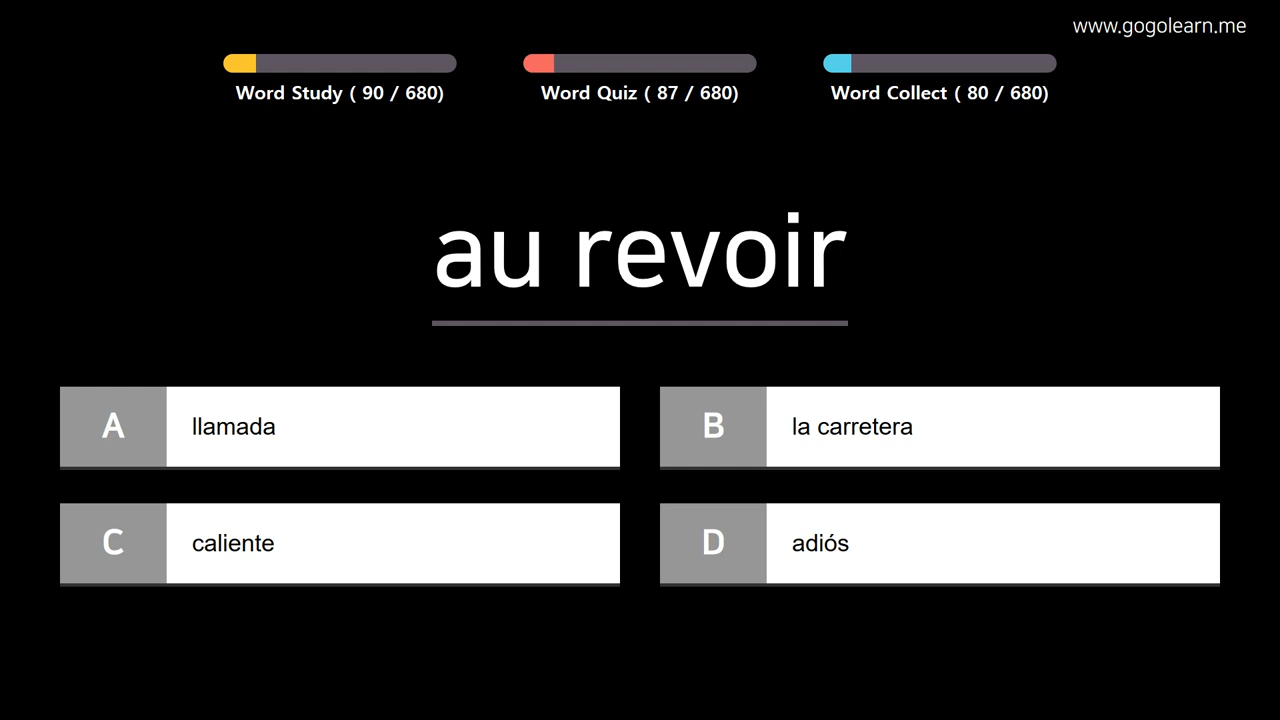 www.gogolearn.me
Word Study ( 90 / 680)
Word Quiz ( 87 / 680)
Word Collect ( 80 / 680)
au revoir
A llamada
B la carretera
C caliente
D adiós